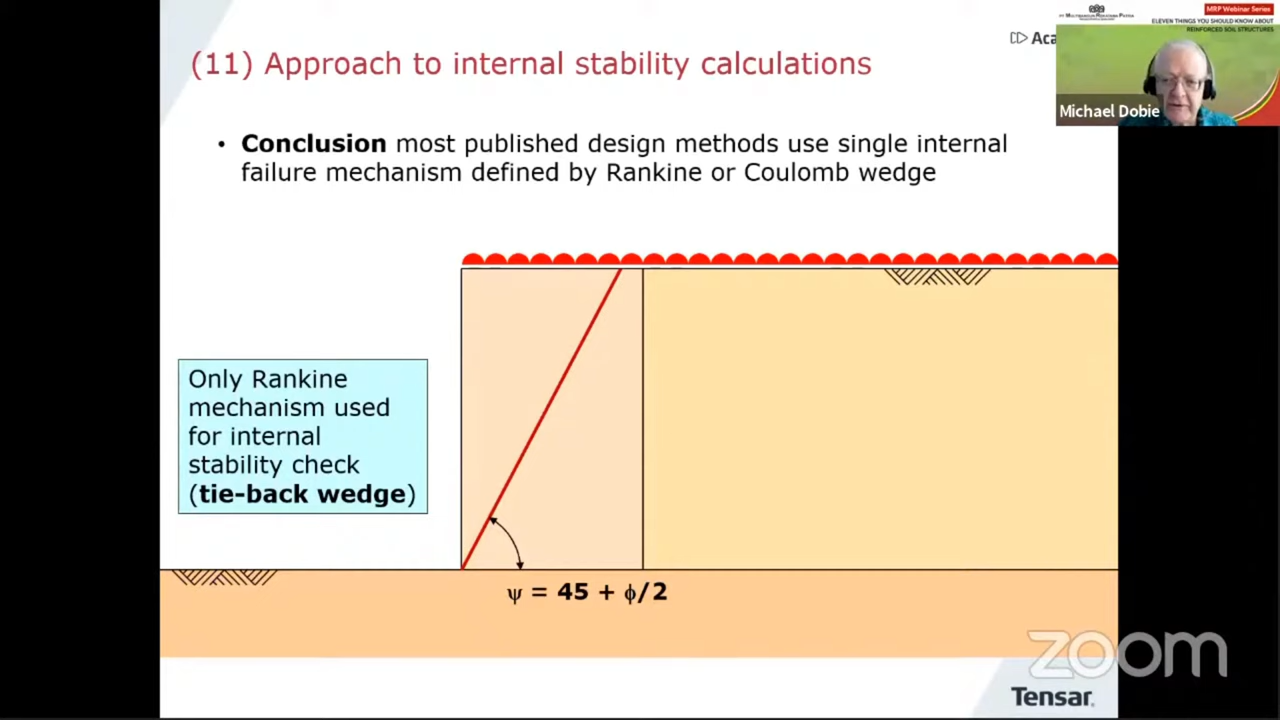 (11) Approach to internal stability calculations
Aca
MRP Webinar Series
ELEVEN THINGS YOU SHOULD KNOW ABOUT
REINFORCED SOIL STRUCTURES
Michael Dobie
• Conclusion most published design methods use single internal
failure mechanism defined by Rankine or Coulomb wedge
Only Rankine
mechanism used
for internal
stability check
(tie-back wedge)
ψ = 45 + ϕ/2
zoom
Tensar